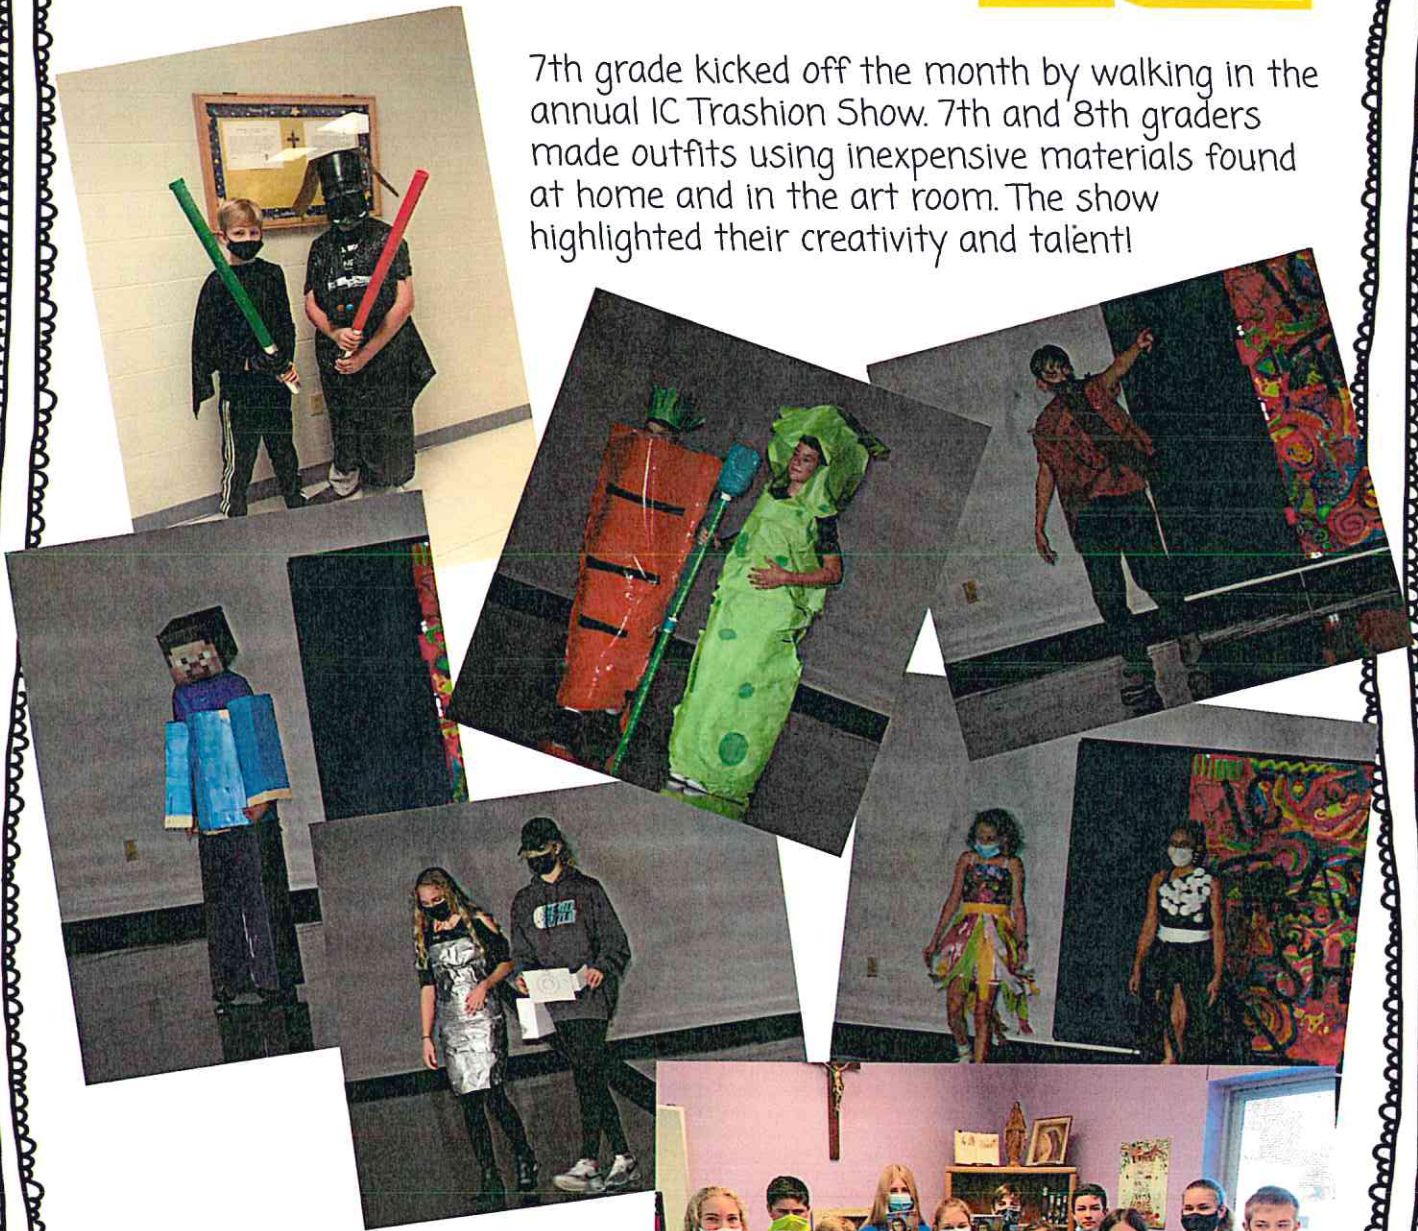 7th grade kicked off the month by walking in the
annual IC Trashion Show. 7th and 8th graders
made outfits using inexpensive materials found
at home and in the art room. The show
highlighted their creativity and talent!